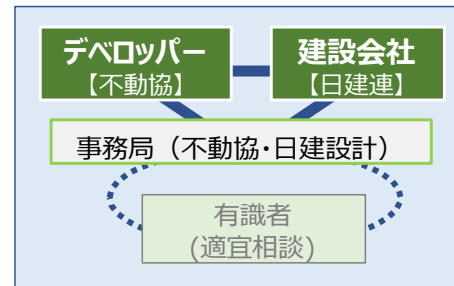 デベロッパー
【不動協】
建設会社
【日建連】
事務局（不動協・日建設計）
有識者
(適宜相談)